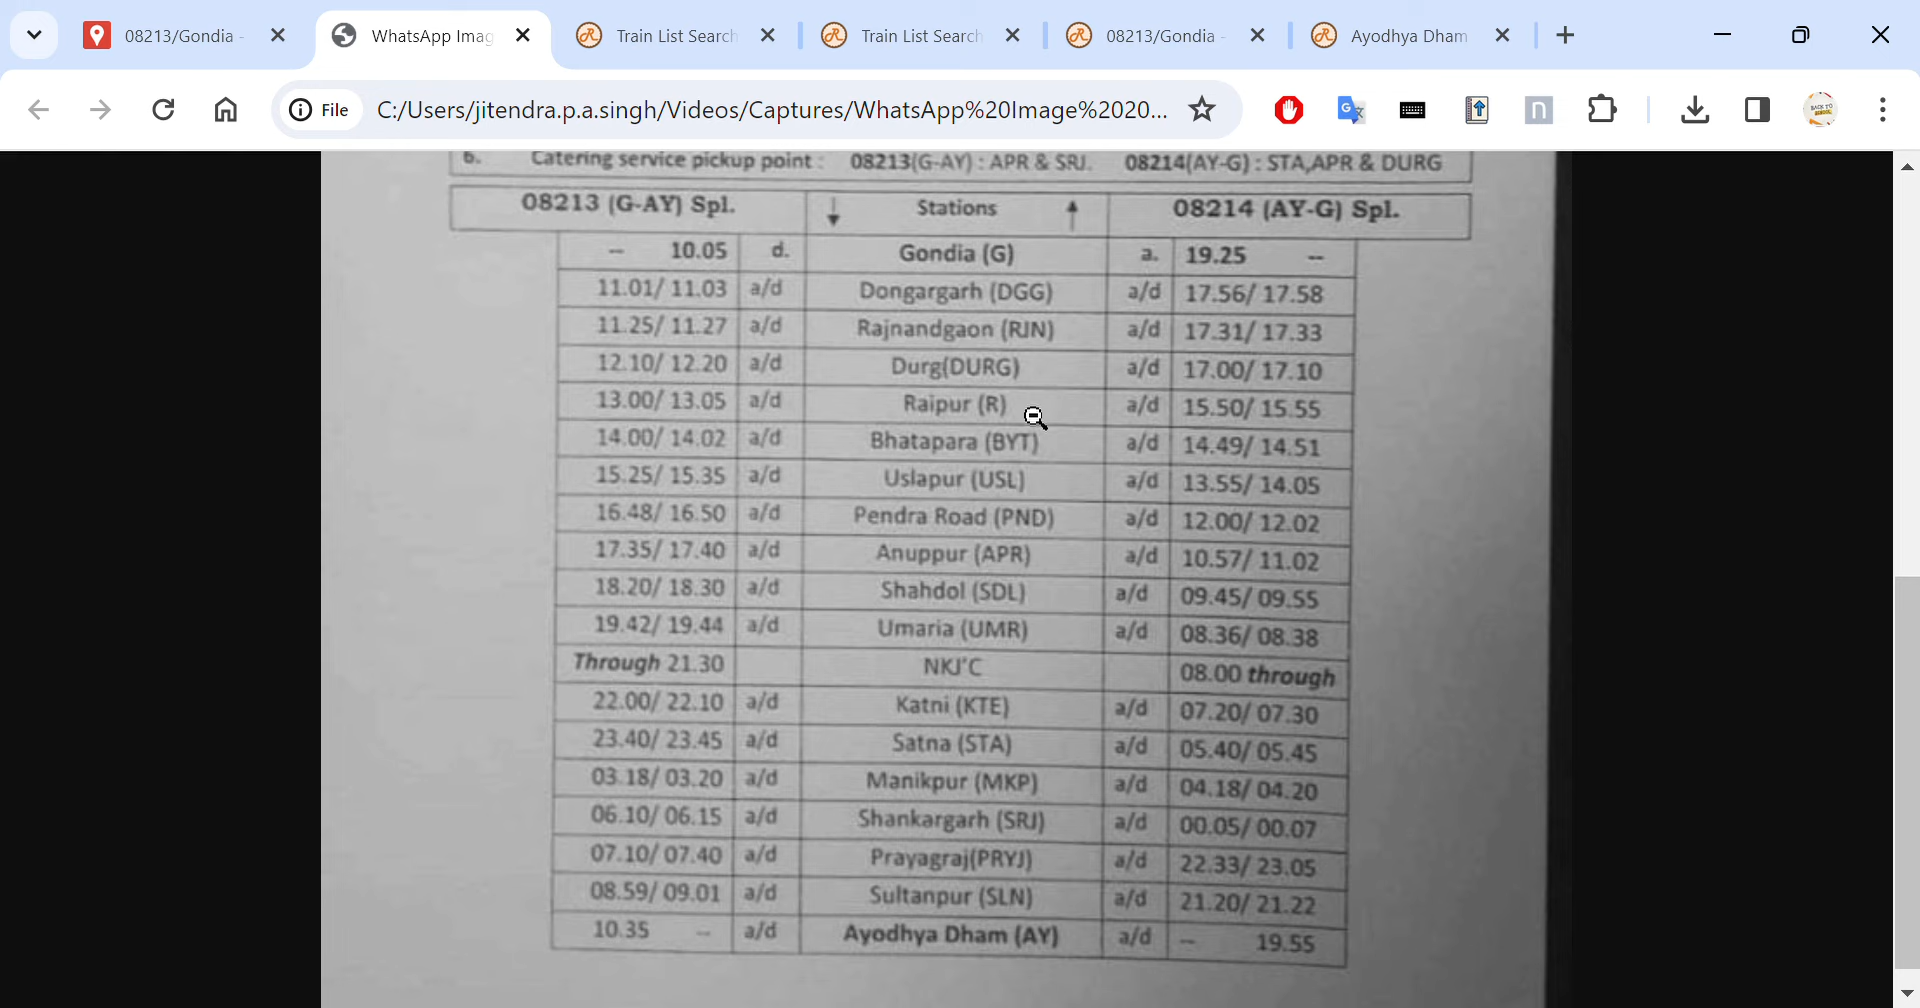 08213/Gondia -
WhatsApp Imag
Train List Search
Train List Search
08213/Gondia -
Ayodhya Dham
File C:/Users/jitendra.p.a.singh/Videos/Captures/WhatsApp%20Image%2020...
6. Catering service pickup point : 08213(G-AY) : APR & SRJ. 08214(AY-G) : STA,APR & DURG
08213 (G-AY) Spl. ↓ Stations ↑ 08214 (AY-G) Spl.
-- 10.05 d. Gondia (G) a. 19.25 --
11.01/ 11.03 a/d Dongargarh (DGG) a/d 17.56/ 17.58
11.25/ 11.27 a/d Rajnandgaon (RJN) a/d 17.31/ 17.33
12.10/ 12.20 a/d Durg(DURG) a/d 17.00/ 17.10
13.00/ 13.05 a/d Raipur (R) a/d 15.50/ 15.55
14.00/ 14.02 a/d Bhatapara (BYT) a/d 14.49/ 14.51
15.25/ 15.35 a/d Uslapur (USL) a/d 13.55/ 14.05
16.48/ 16.50 a/d Pendra Road (PND) a/d 12.00/ 12.02
17.35/ 17.40 a/d Anuppur (APR) a/d 10.57/ 11.02
18.20/ 18.30 a/d Shahdol (SDL) a/d 09.45/ 09.55
19.42/ 19.44 a/d Umaria (UMR) a/d 08.36/ 08.38
Through 21.30 NKJ'C 08.00 through
22.00/ 22.10 a/d Katni (KTE) a/d 07.20/ 07.30
23.40/ 23.45 a/d Satna (STA) a/d 05.40/ 05.45
03.18/ 03.20 a/d Manikpur (MKP) a/d 04.18/ 04.20
06.10/ 06.15 a/d Shankargarh (SRJ) a/d 00.05/ 00.07
07.10/ 07.40 a/d Prayagraj(PRYJ) a/d 22.33/ 23.05
08.59/ 09.01 a/d Sultanpur (SLN) a/d 21.20/ 21.22
10.35 -- a/d Ayodhya Dham (AY) a/d -- 19.55